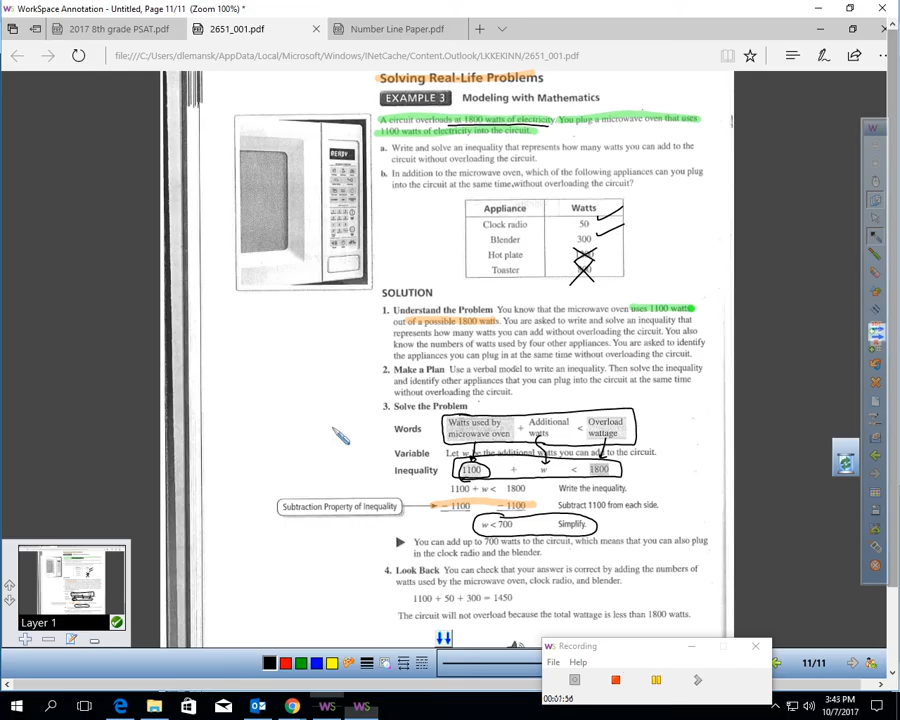 WorkSpace Annotation — Page 11/11 (Zoom 100%) *
2017 8th grade PSAT.pdf
2651_001.pdf
Number Line Paper.pdf
file:///C:/Users/dlemansk/AppData/Local/Microsoft/Windows/INetCache/Content.Outlook/LKKEKINN/2651_001.pdf
Solving Real-Life Problems
EXAMPLE 3 Modeling with Mathematics
A circuit overloads at 1800 watts of electricity. You plug a microwave oven that uses
1100 watts of electricity into the circuit.
a. Write and solve an inequality that represents how many watts you can add to the
circuit without overloading the circuit.
b. In addition to the microwave oven, which of the following appliances can you plug
into the circuit at the same time without overloading the circuit?
READY
Appliance Watts
Clock radio 50
Blender 300
Hot plate
Toaster
SOLUTION
1. Understand the Problem You know that the microwave oven uses 1100 watts
out of a possible 1800 watts. You are asked to write and solve an inequality that
represents how many watts you can add without overloading the circuit. You also
know the numbers of watts used by four other appliances. You are asked to identify
the appliances you can plug in at the same time without overloading the circuit.
2. Make a Plan Use a verbal model to write an inequality. Then solve the inequality
and identify other appliances that you can plug into the circuit at the same time
without overloading the circuit.
3. Solve the Problem
Words Watts used by microwave oven + Additional watts < Overload wattage
Variable Let w be the additional watts you can add to the circuit.
Inequality 1100 + w < 1800
1100 + w < 1800 Write the inequality.
Subtraction Property of Inequality − 1100 − 1100 Subtract 1100 from each side.
w < 700 Simplify.
You can add up to 700 watts to the circuit, which means that you can also plug
in the clock radio and the blender.
4. Look Back You can check that your answer is correct by adding the numbers of
watts used by the microwave oven, clock radio, and blender.
1100 + 50 + 300 = 1450
The circuit will not overload because the total wattage is less than 1800 watts.
Layer 1
Recording
File Help
00:01:56
11/11
3:43 PM
10/7/2017